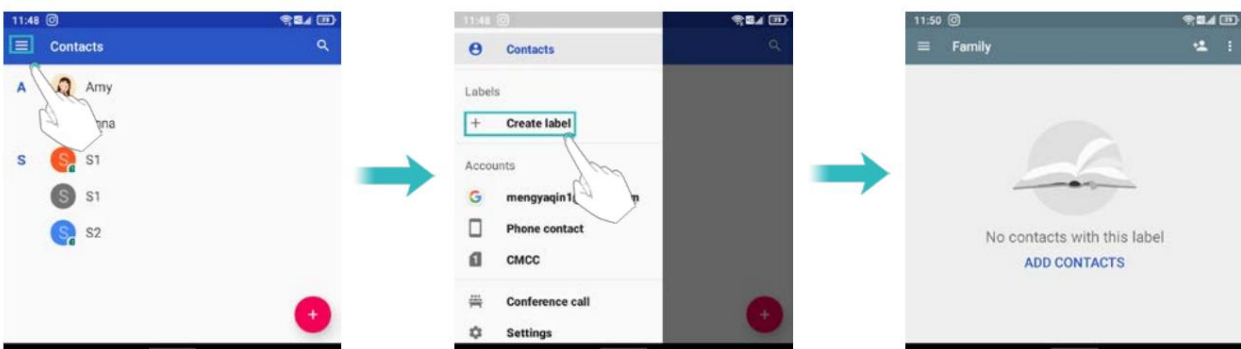 11:48
Contacts
A
Amy
S
S S1
S S1
S S2
11:48
Contacts
Labels
Create label
Accounts
Phone contact
CMCC
Conference call
Settings
11:50
Family
No contacts with this label
ADD CONTACTS